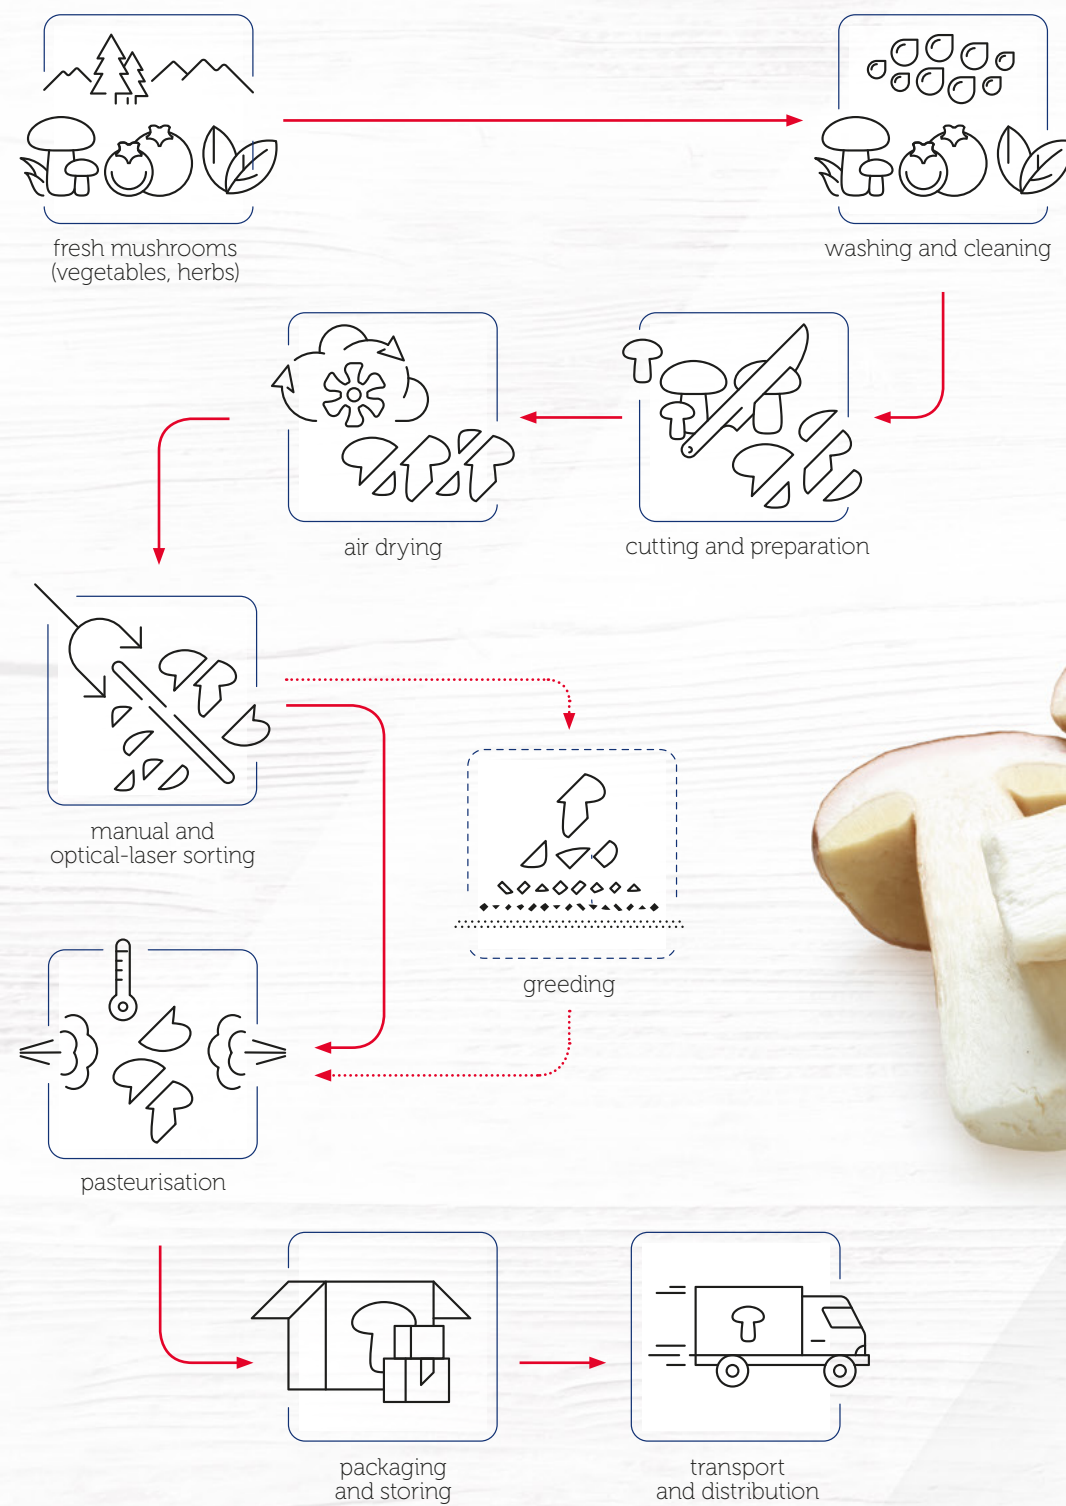 fresh mushrooms
(vegetables, herbs)
washing and cleaning
air drying
cutting and preparation
manual and
optical-laser sorting
greeding
pasteurisation
packaging
and storing
transport
and distribution